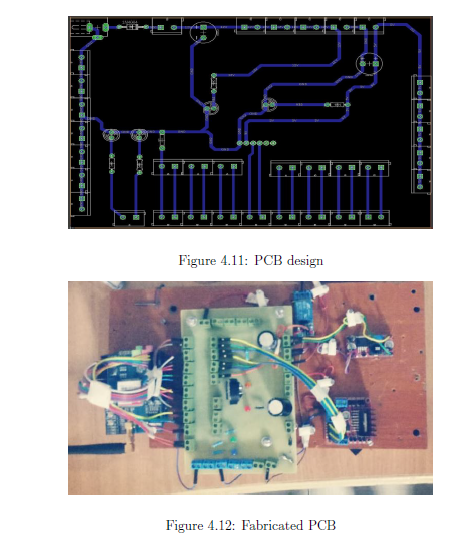 Figure 4.11: PCB design
Figure 4.12: Fabricated PCB